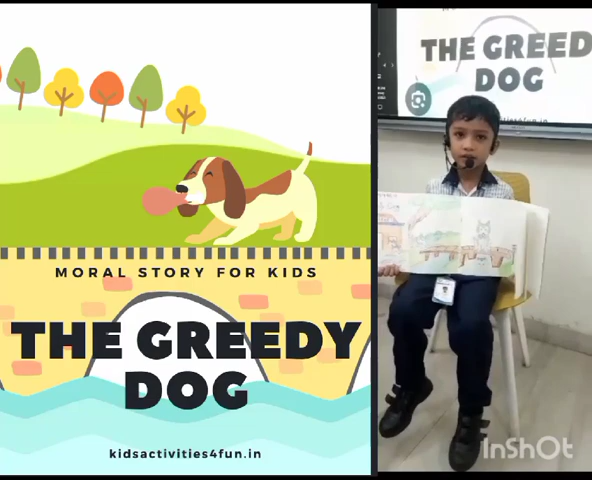 MORAL STORY FOR KIDS
THE GREEDY
DOG
kidsactivities4fun.in
THE GREED
DOG
InShOt